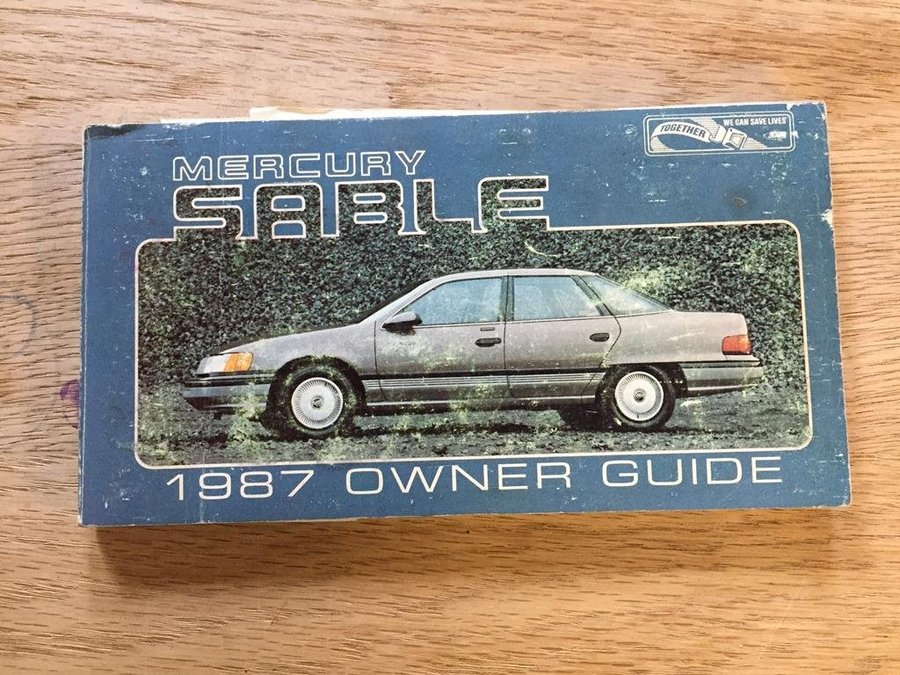 TOGETHER WE CAN SAVE LIVES
MERCURY
SABLE
1987 OWNER GUIDE